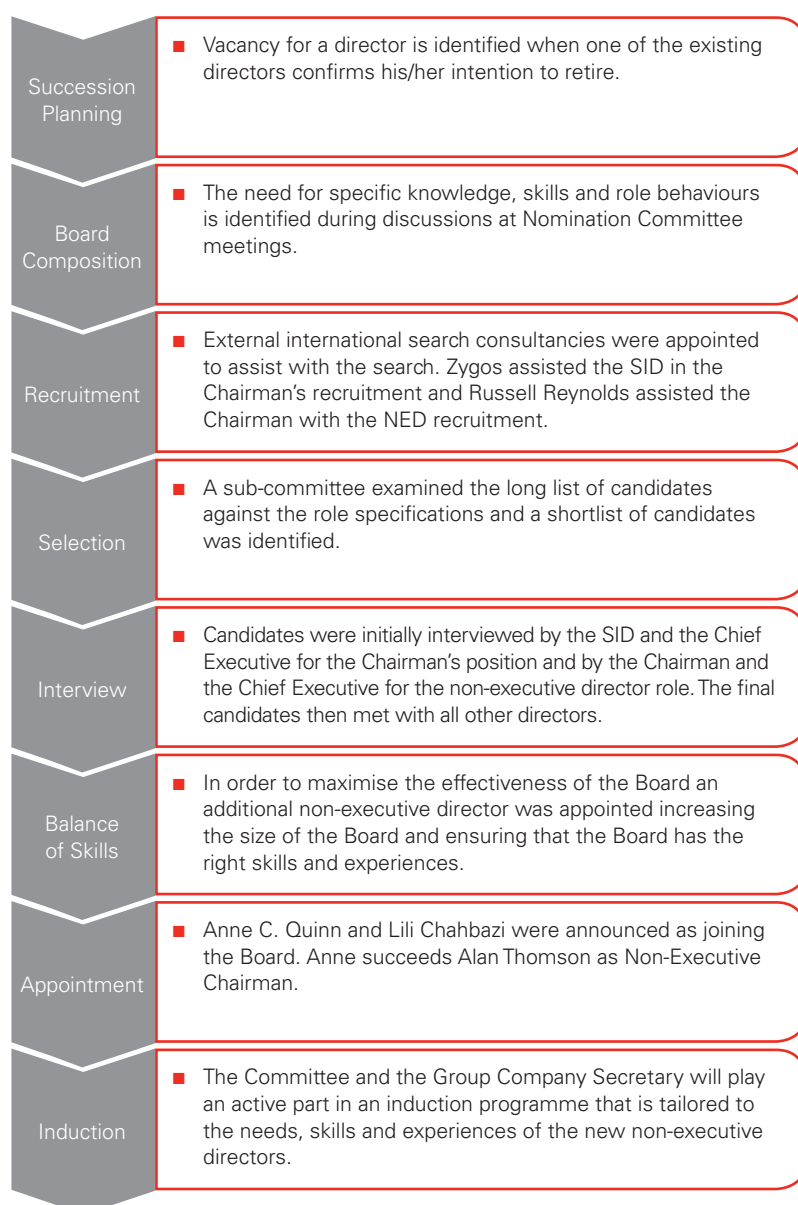 Succession
Planning
■ Vacancy for a director is identified when one of the existing
directors confirms his/her intention to retire.
Board
Composition
■ The need for specific knowledge, skills and role behaviours
is identified during discussions at Nomination Committee
meetings.
Recruitment
■ External international search consultancies were appointed
to assist with the search. Zygos assisted the SID in the
Chairman’s recruitment and Russell Reynolds assisted the
Chairman with the NED recruitment.
Selection
■ A sub-committee examined the long list of candidates
against the role specifications and a shortlist of candidates
was identified.
Interview
■ Candidates were initially interviewed by the SID and the Chief
Executive for the Chairman’s position and by the Chairman and
the Chief Executive for the non-executive director role. The final
candidates then met with all other directors.
Balance
of Skills
■ In order to maximise the effectiveness of the Board an
additional non-executive director was appointed increasing
the size of the Board and ensuring that the Board has the
right skills and experiences.
Appointment
■ Anne C. Quinn and Lili Chahbazi were announced as joining
the Board. Anne succeeds Alan Thomson as Non-Executive
Chairman.
Induction
■ The Committee and the Group Company Secretary will play
an active part in an induction programme that is tailored to
the needs, skills and experiences of the new non-executive
directors.